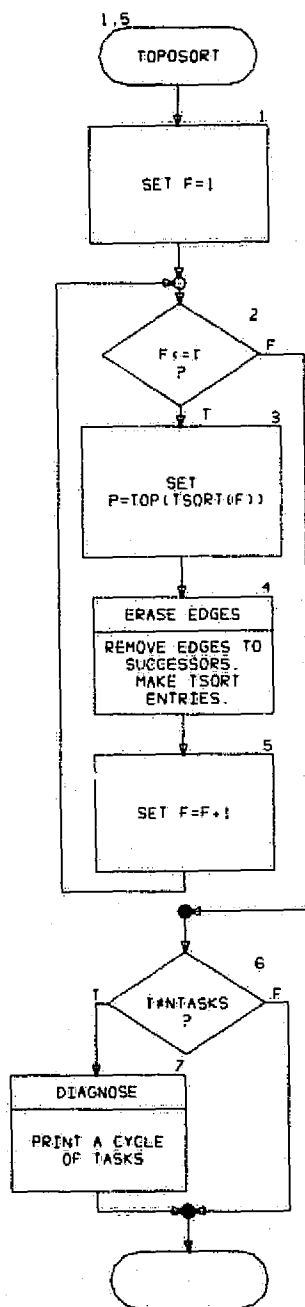 1,5
TOPOSORT
1
SET F=1
2
F<=T
?
F
T
3
SET
P=TOP(TSORT(F))
4
ERASE EDGES
REMOVE EDGES TO
SUCCESSORS.
MAKE TSORT
ENTRIES.
5
SET F=F+1
6
T≠NTASKS
?
T
F
7
DIAGNOSE
PRINT A CYCLE
OF TASKS